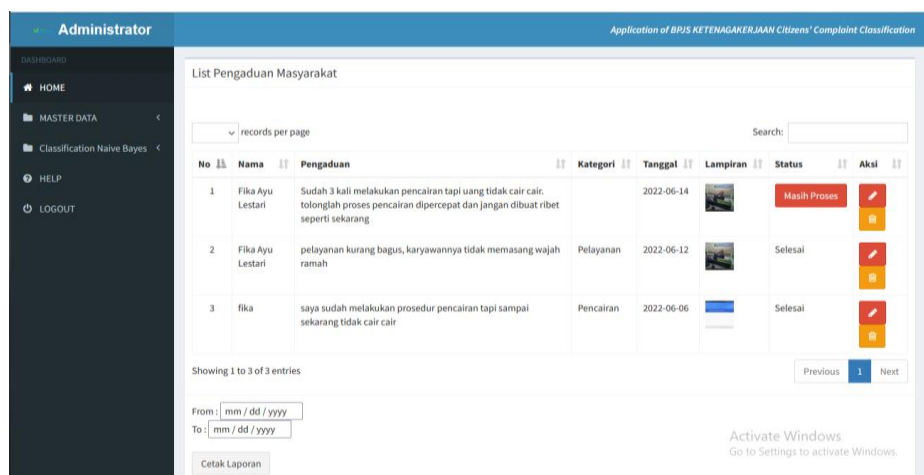 Administrator
Application of BPJS KETENAGAKERJAAN Citizens' Complaint Classification
DASHBOARD
HOME
MASTER DATA
Classification Naive Bayes
HELP
LOGOUT
List Pengaduan Masyarakat
records per page
Search:
No Nama Pengaduan Kategori Tanggal Lampiran Status Aksi
1 Fika Ayu Lestari Sudah 3 kali melakukan pencairan tapi uang tidak cair cair. 2022-06-14 Masih Proses
tolonglah proses pencairan dipercepat dan jangan dibuat ribet
seperti sekarang
2 Fika Ayu Lestari pelayanan kurang bagus, karyawannya tidak memasang wajah Pelayanan 2022-06-12 Selesai
ramah
3 fika saya sudah melakukan prosedur pencairan tapi sampai Pencairan 2022-06-06 Selesai
sekarang tidak cair cair
Showing 1 to 3 of 3 entries
Previous 1 Next
From : mm / dd / yyyy
To : mm / dd / yyyy
Activate Windows
Go to Settings to activate Windows.
Cetak Laporan